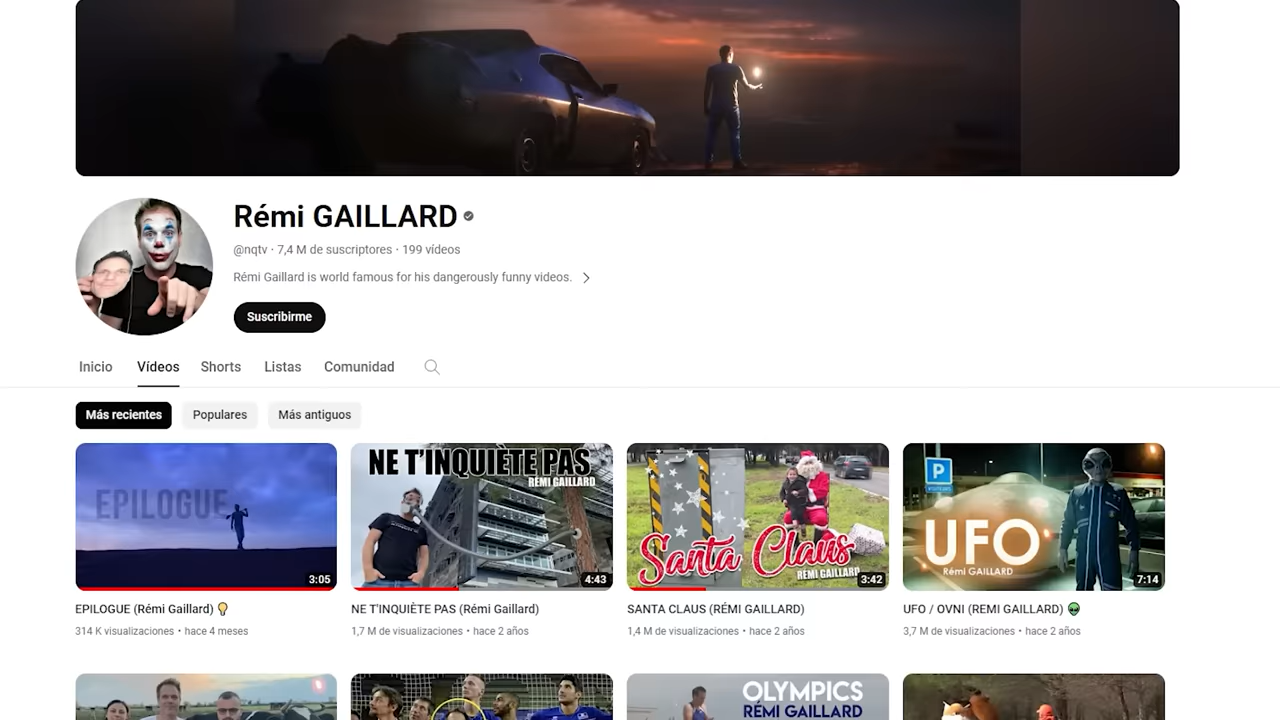 Rémi GAILLARD
@nqtv · 7,4 M de suscriptores · 199 vídeos
Rémi Gaillard is world famous for his dangerously funny videos.
Suscribirme
Inicio Vídeos Shorts Listas Comunidad
Más recientes Populares Más antiguos
EPILOGUE
3:05
NE T'INQUIÈTE PAS
RÉMI GAILLARD
4:43
Santa Claus
RÉMI GAILLARD
3:42
P
UFO
Rémi GAILLARD
7:14
EPILOGUE (Rémi Gaillard)
314 K visualizaciones • hace 4 meses
NE T'INQUIÈTE PAS (Rémi Gaillard)
1,7 M de visualizaciones • hace 2 años
SANTA CLAUS (RÉMI GAILLARD)
1,4 M de visualizaciones • hace 2 años
UFO / OVNI (REMI GAILLARD) 👽
3,7 M de visualizaciones • hace 2 años
OLYMPICS
RÉMI GAILLARD